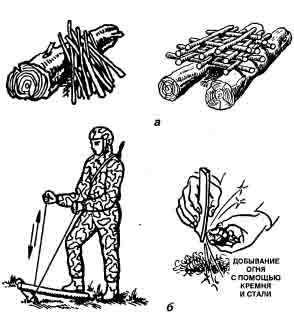 а
ДОБЫВАНИЕ
ОГНЯ
С ПОМОЩЬЮ
КРЕМНЯ
И СТАЛИ
б